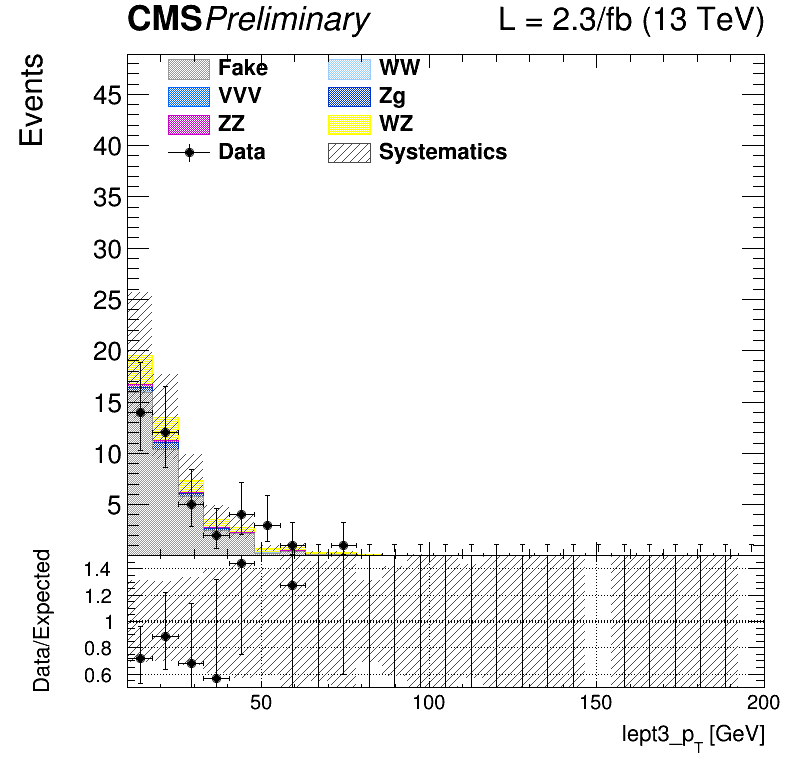 CMS Preliminary L = 2.3/fb (13 TeV)
Events
Fake WW
VVV Zg
ZZ WZ
Data Systematics
45
40
35
30
25
20
15
10
5
Data/Expected
1.4
1.2
1
0.8
0.6
50 100 150 200
lept3_p_T [GeV]